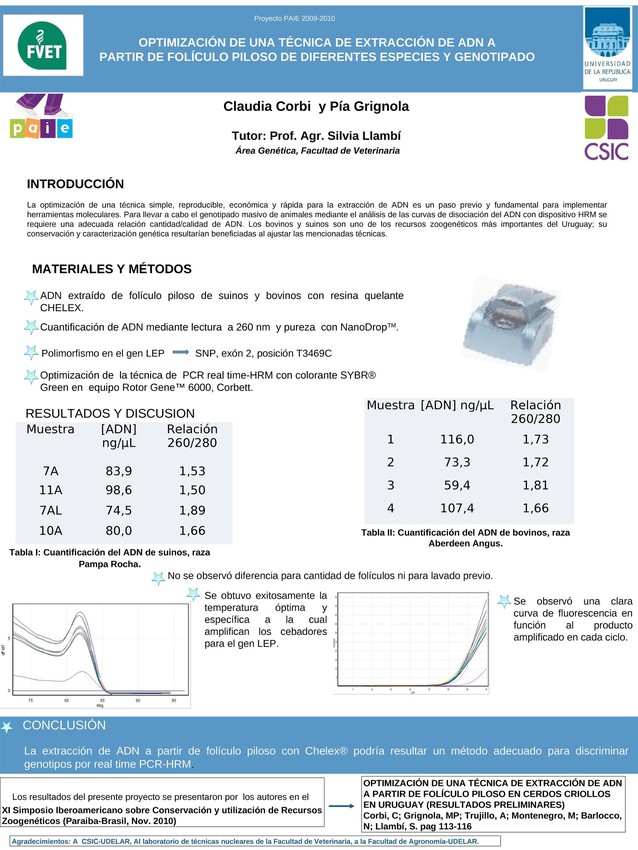 Proyecto PAIE 2009-2010
OPTIMIZACIÓN DE UNA TÉCNICA DE EXTRACCIÓN DE ADN A
PARTIR DE FOLÍCULO PILOSO DE DIFERENTES ESPECIES Y GENOTIPADO
FVET
UNIVERSIDAD
DE LA REPUBLICA
URUGUAY
paie
CSIC
Claudia Corbi y Pía Grignola
Tutor: Prof. Agr. Silvia Llambí
Área Genética, Facultad de Veterinaria
INTRODUCCIÓN
La optimización de una técnica simple, reproducible, económica y rápida para la extracción de ADN es un paso previo y fundamental para implementar
herramientas moleculares. Para llevar a cabo el genotipado masivo de animales mediante el análisis de las curvas de disociación del ADN con dispositivo HRM se
requiere una adecuada relación cantidad/calidad de ADN. Los bovinos y suinos son uno de los recursos zoogenéticos más importantes del Uruguay; su
conservación y caracterización genética resultarían beneficiadas al ajustar las mencionadas técnicas.
MATERIALES Y MÉTODOS
ADN extraído de folículo piloso de suinos y bovinos con resina quelante
CHELEX.
Cuantificación de ADN mediante lectura a 260 nm y pureza con NanoDrop™.
Polimorfismo en el gen LEP SNP, exón 2, posición T3469C
Optimización de la técnica de PCR real time-HRM con colorante SYBR®
Green en equipo Rotor Gene™ 6000, Corbett.
RESULTADOS Y DISCUSION
Muestra [ADN] ng/µL Relación 260/280
7A 83,9 1,53
11A 98,6 1,50
7AL 74,5 1,89
10A 80,0 1,66
Tabla I: Cuantificación del ADN de suinos, raza
Pampa Rocha.
Muestra [ADN] ng/µL Relación 260/280
1 116,0 1,73
2 73,3 1,72
3 59,4 1,81
4 107,4 1,66
Tabla II: Cuantificación del ADN de bovinos, raza
Aberdeen Angus.
No se observó diferencia para cantidad de folículos ni para lavado previo.
Se obtuvo exitosamente la
temperatura óptima y
específica a la cual
amplifican los cebadores
para el gen LEP.
Se observó una clara
curva de fluorescencia en
función al producto
amplificado en cada ciclo.
CONCLUSIÓN
La extracción de ADN a partir de folículo piloso con Chelex® podría resultar un método adecuado para discriminar
genotipos por real time PCR-HRM.
Los resultados del presente proyecto se presentaron por los autores en el
XI Simposio Iberoamericano sobre Conservación y utilización de Recursos
Zoogenéticos (Paraiba-Brasil, Nov. 2010)
OPTIMIZACIÓN DE UNA TÉCNICA DE EXTRACCIÓN DE ADN
A PARTIR DE FOLÍCULO PILOSO EN CERDOS CRIOLLOS
EN URUGUAY (RESULTADOS PRELIMINARES)
Corbi, C; Grignola, MP; Trujillo, A; Montenegro, M; Barlocco,
N; Llambí, S. pag 113-116
Agradecimientos: A CSIC-UDELAR, Al laboratorio de técnicas nucleares de la Facultad de Veterinaria, a la Facultad de Agronomía-UDELAR.